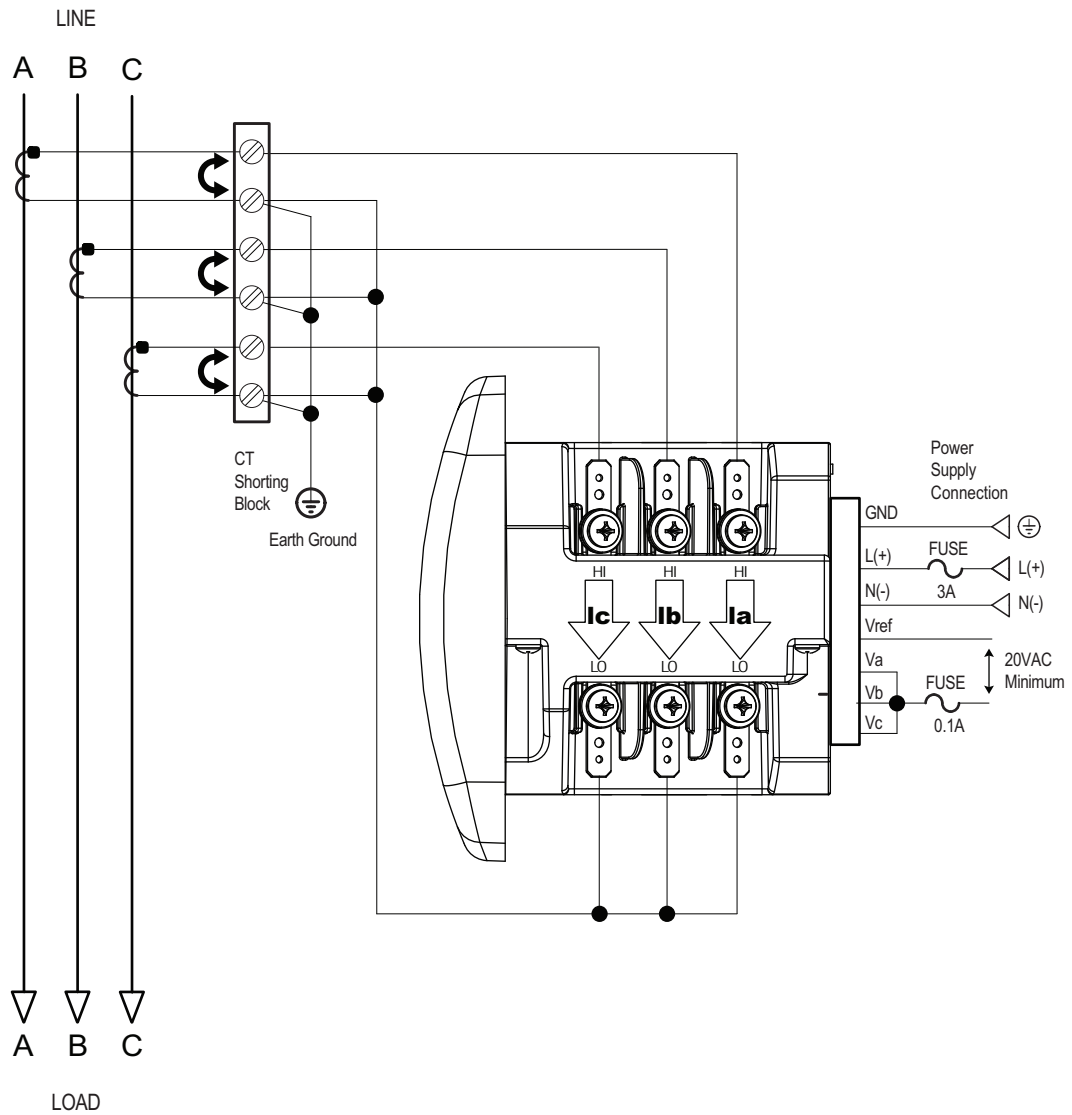 LINE
A B C
CT
Shorting
Block
Earth Ground
Power
Supply
Connection
GND
L(+) FUSE L(+)
3A
N(-) N(-)
Vref
Va
Vb FUSE
Vc 0.1A
20VAC
Minimum
HI HI HI
Ic Ib Ia
LO LO LO
A B C
LOAD